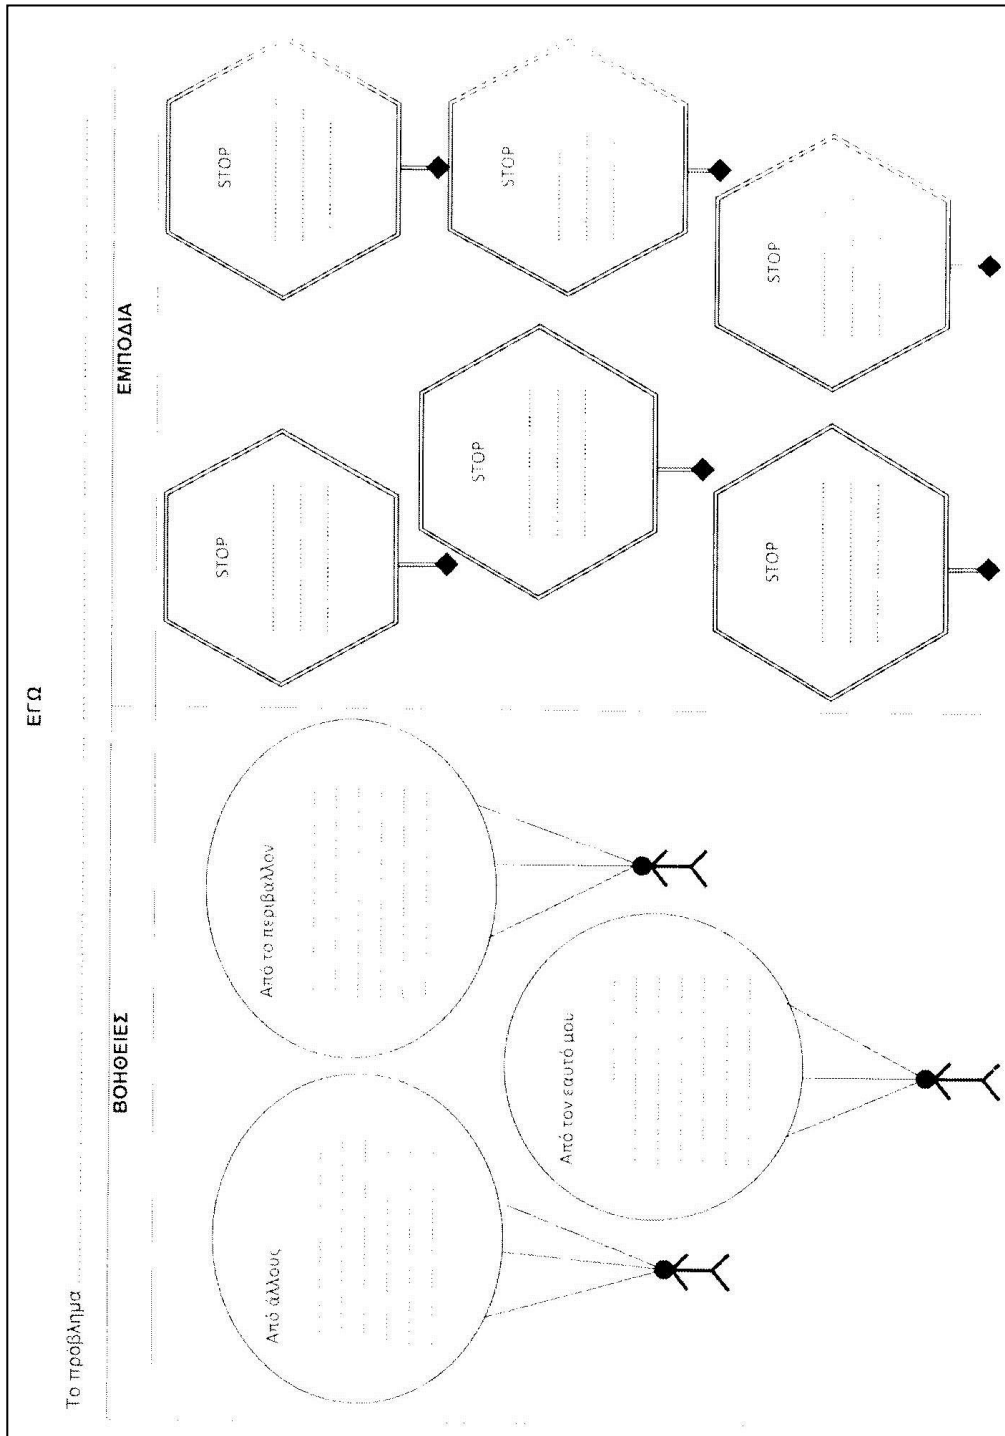 ΕΓΩ
Το πρόβλημα
ΒΟΗΘΕΙΕΣ
ΕΜΠΟΔΙΑ
Από άλλους
Από το περιβάλλον
Από τον εαυτό μου
STOP
STOP
STOP
STOP
STOP
STOP